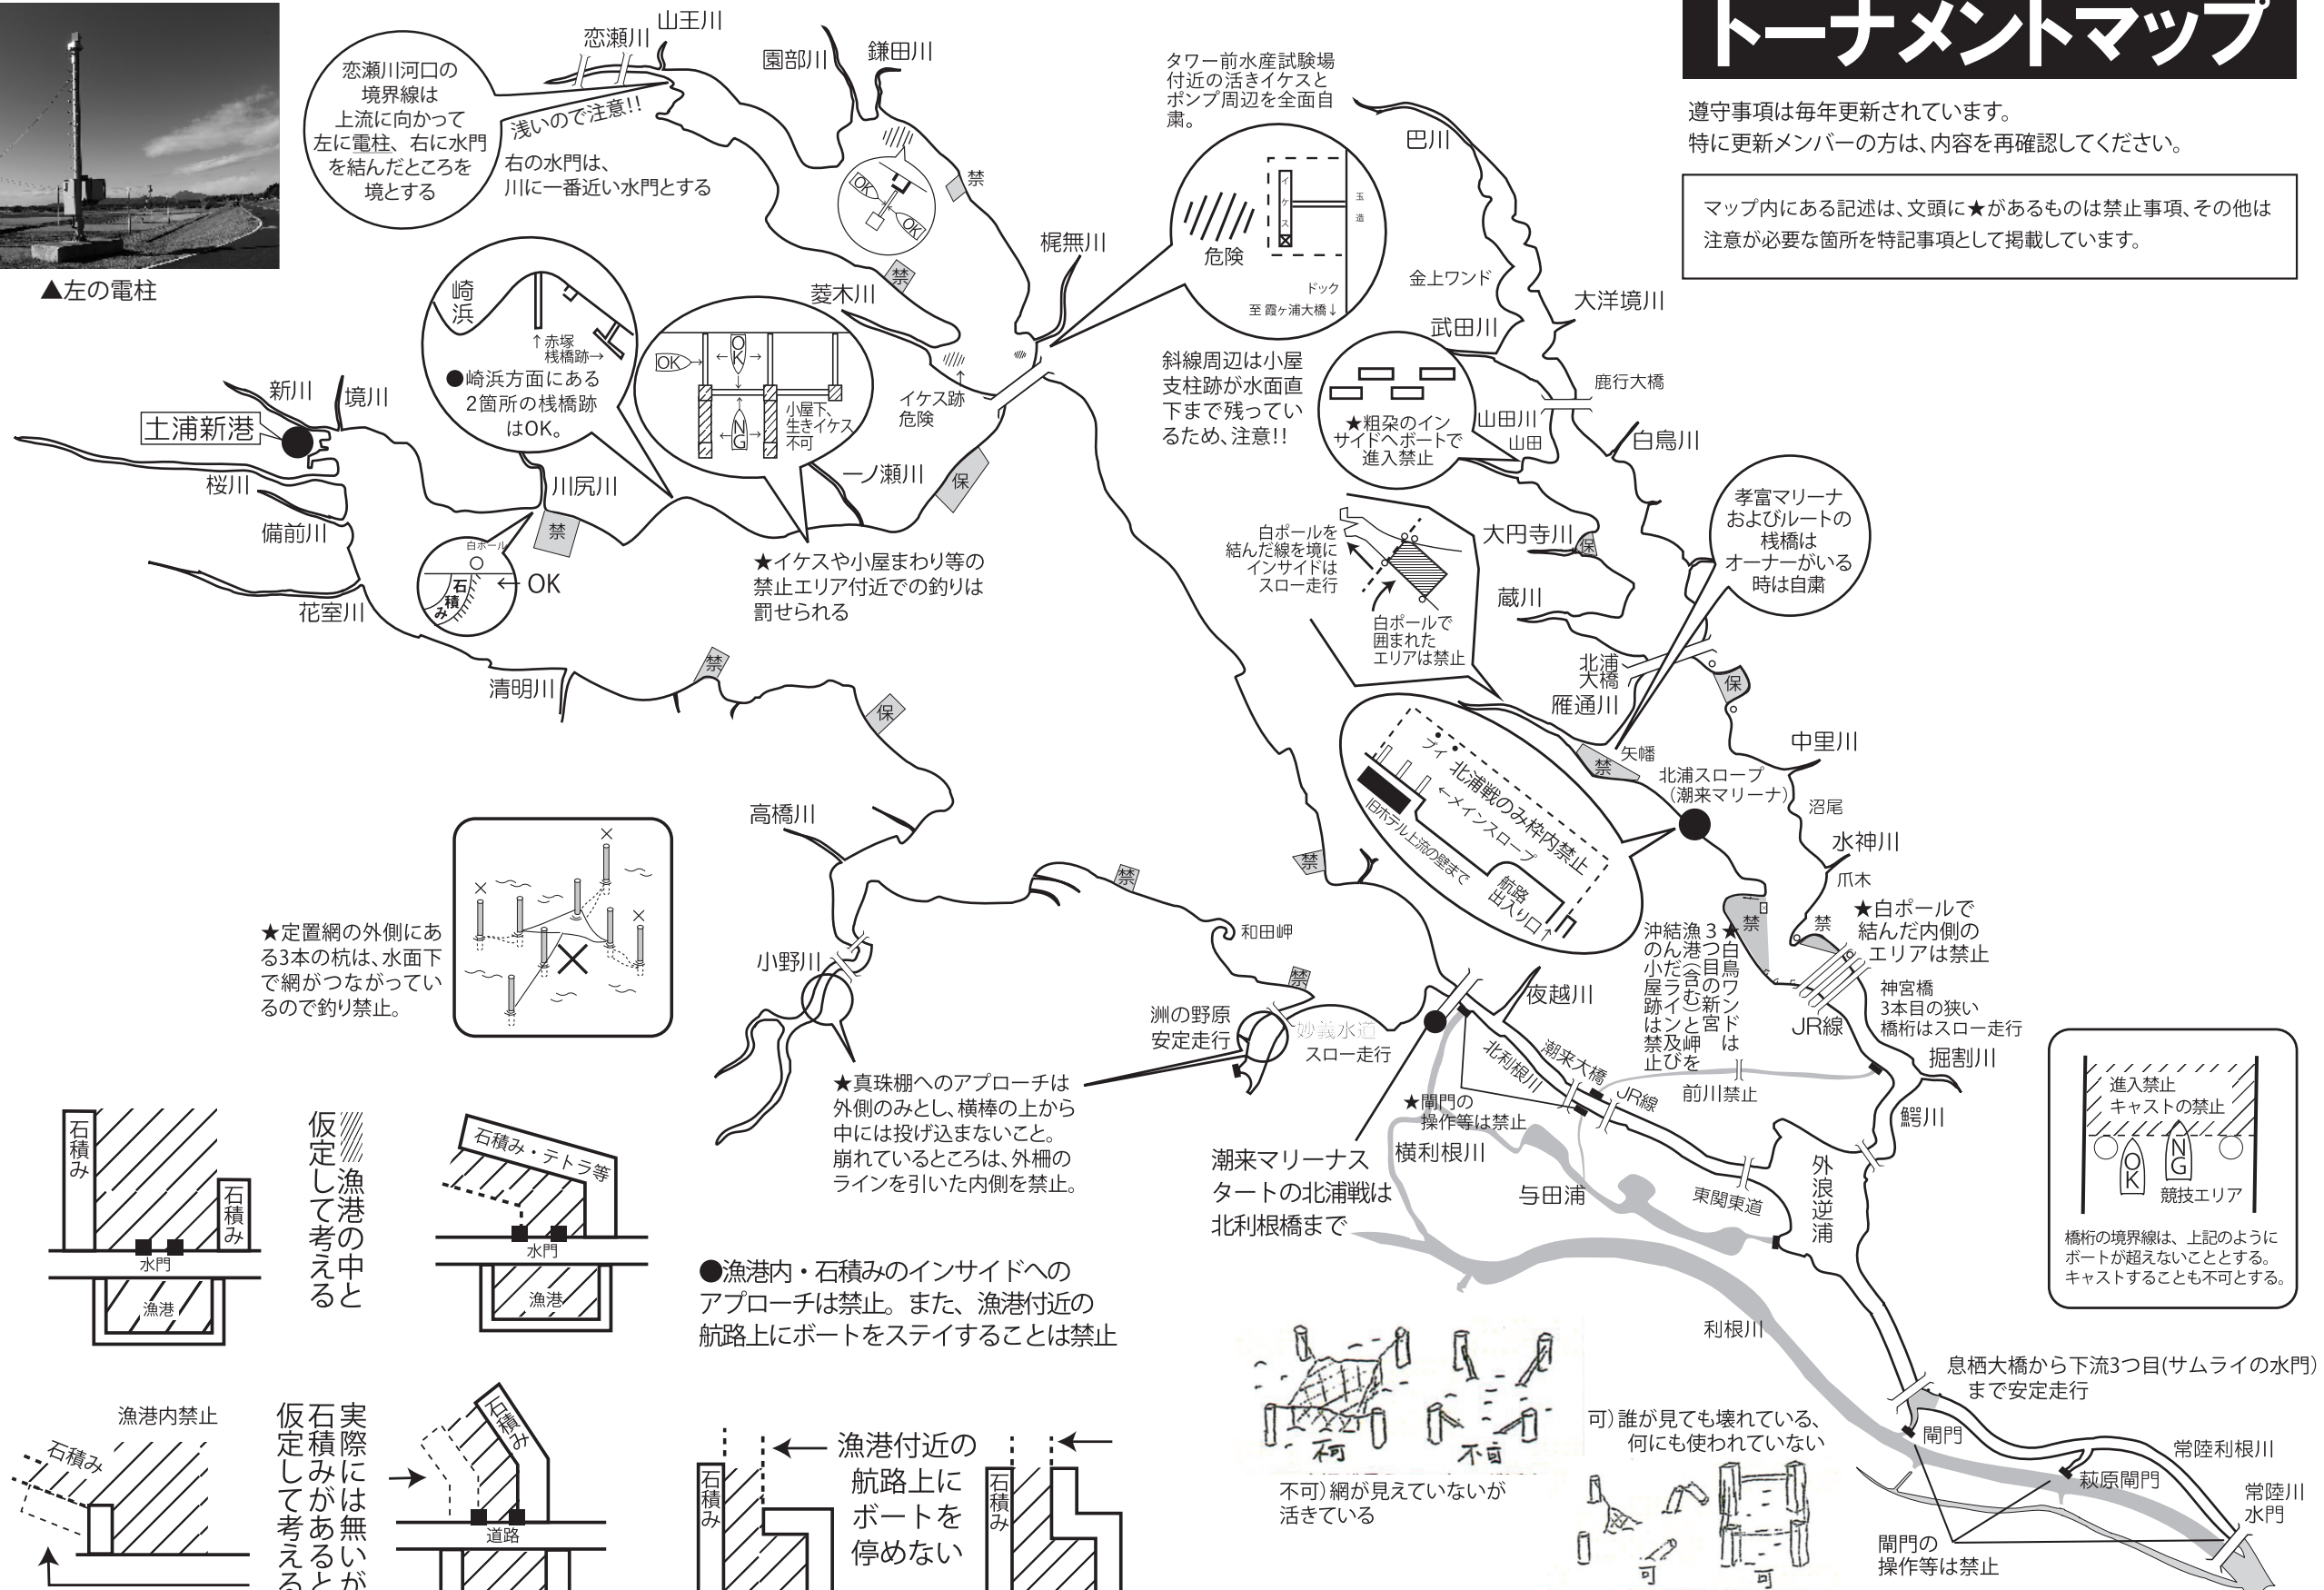 トーナメントマップ
遵守事項は毎年更新されています。
特に更新メンバーの方は、内容を再確認してください。
マップ内にある記述は、文頭に★があるものは禁止事項、その他は
注意が必要な箇所を特記事項として掲載しています。
▲左の電柱
恋瀬川河口の
境界線は
上流に向かって
左に電柱、右に水門
を結んだところを
境とする
恋瀬川
山王川
浅いので注意!!
右の水門は、
川に一番近い水門とする
園部川
鎌田川
OK
OK
禁
梶無川
タワー前水産試験場
付近の活きイケスと
ポンプ周辺を全面自
粛。
危険
イケス
玉造
ドック
至 霞ヶ浦大橋↓
斜線周辺は小屋
支柱跡が水面直
下まで残ってい
るため、注意!!
巴川
金上ワンド
武田川
大洋境川
鹿行大橋
★粗朶のイン
サイドへボートで
進入禁止
山田川
山田
白鳥川
崎浜
↑赤塚
桟橋跡→
●崎浜方面にある
2箇所の桟橋跡
はOK。
菱木川
禁
OK
OK
NG
小屋下、
生きイケス
不可
イケス跡
危険
一ノ瀬川
保
新川
境川
土浦新港
桜川
備前川
花室川
川尻川
禁
白ポール
石積み
←OK
★イケスや小屋まわり等の
禁止エリア付近での釣りは
罰せられる
清明川
禁
保
白ポールを
結んだ線を境に
インサイドは
スロー走行
白ポールで
囲まれた
エリアは禁止
大円寺川
保
蔵川
孝富マリーナ
およびルートの
桟橋は
オーナーがいる
時は自粛
北浦
大橋
雁通川
保
矢幡
禁
中里川
北浦スロープ
(潮来マリーナ)
沼尾
水神川
爪木
ブイ
北浦戦のみ枠内禁止
←メインスロープ
旧ホテル上流の壁まで
航路
出入り口↑
高橋川
★定置網の外側にあ
る3本の杭は、水面下
で網がつながってい
るので釣り禁止。
小野川
禁
禁
和田岬
禁
洲の野原
安定走行
妙義水道
スロー走行
★真珠棚へのアプローチは
外側のみとし、横棒の上から
中には投げ込まないこと。
崩れているところは、外柵の
ラインを引いた内側を禁止。
夜越川
北利根川
潮来大橋
JR線
★閘門の
操作等は禁止
前川禁止
★白鳥ワンドは
3つ目の新宮
漁港(含む)と岬を
結んだライン及び
沖の小屋跡は禁止
禁
禁
★白ポールで
結んだ内側の
エリアは禁止
神宮橋
3本目の狭い
橋桁はスロー走行
JR線
堀割川
鰐川
潮来マリーナス
タートの北浦戦は
北利根橋まで
横利根川
与田浦
東関東道
外浪逆浦
進入禁止
キャストの禁止
OK
NG
競技エリア
橋桁の境界線は、上記のように
ボートが超えないこととする。
キャストすることも不可とする。
石積み
石積み
水門
漁港
漁港の中と
仮定して考える
石積み・テトラ等
水門
漁港
●漁港内・石積みのインサイドへの
アプローチは禁止。また、漁港付近の
航路上にボートをステイすることは禁止
利根川
息栖大橋から下流3つ目(サムライの水門)
まで安定走行
閘門
常陸利根川
萩原閘門
常陸川
水門
閘門の
操作等は禁止
漁港内禁止
石積み
実際には無いが
石積みがあると
仮定して考える
石積み
道路
石積み
漁港付近の
航路上に
ボートを
停めない
石積み
不可
不可
不可)網が見えていないが
活きている
可)誰が見ても壊れている、
何にも使われていない
可
可